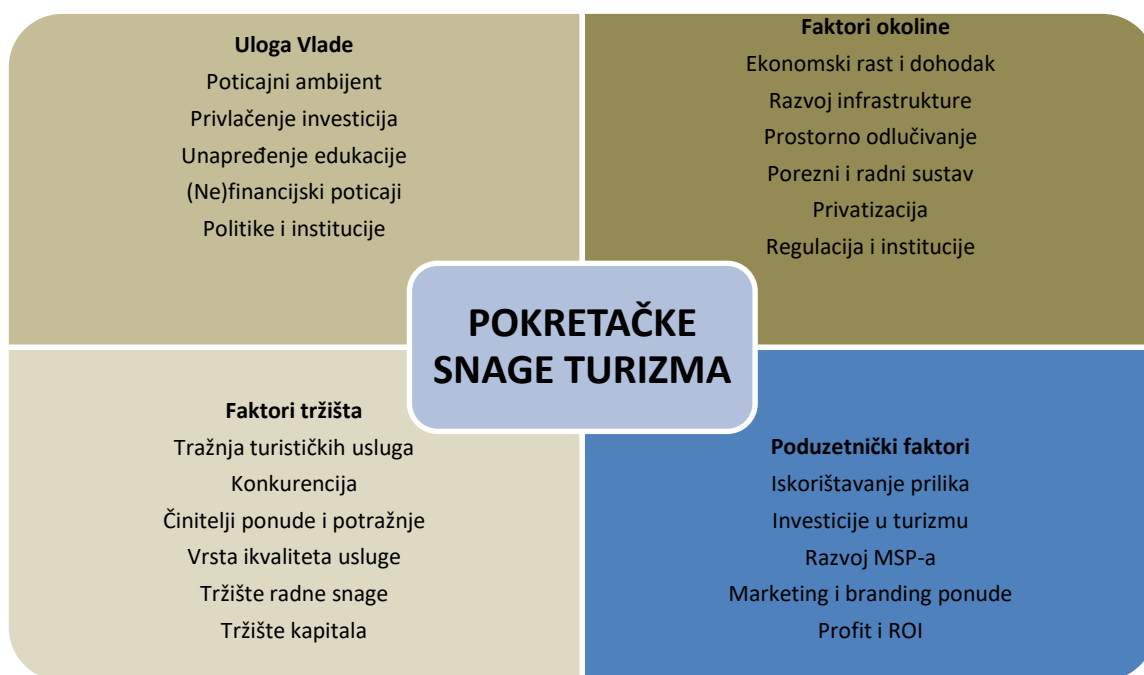 Uloga Vlade
Poticajni ambijent
Privlačenje investicija
Unapređenje edukacije
(Ne)financijski poticaji
Politike i institucije
Faktori okoline
Ekonomski rast i dohodak
Razvoj infrastrukture
Prostorno odlučivanje
Porezni i radni sustav
Privatizacija
Regulacija i institucije
POKRETAČKE
SNAGE TURIZMA
Faktori tržišta
Tražnja turističkih usluga
Konkurencija
Činitelji ponude i potražnje
Vrsta ikvaliteta usluge
Tržište radne snage
Tržište kapitala
Poduzetnički faktori
Iskorištavanje prilika
Investicije u turizmu
Razvoj MSP-a
Marketing i branding ponude
Profit i ROI